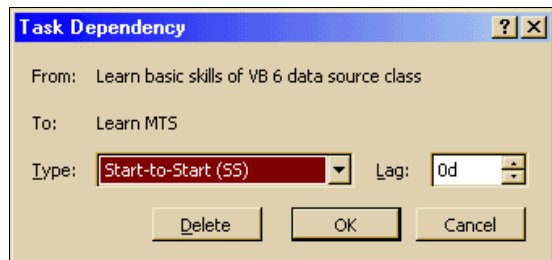 Task Dependency
From: Learn basic skills of VB 6 data source class
To: Learn MTS
Type: Start-to-Start (SS) Lag: 0d
Delete OK Cancel